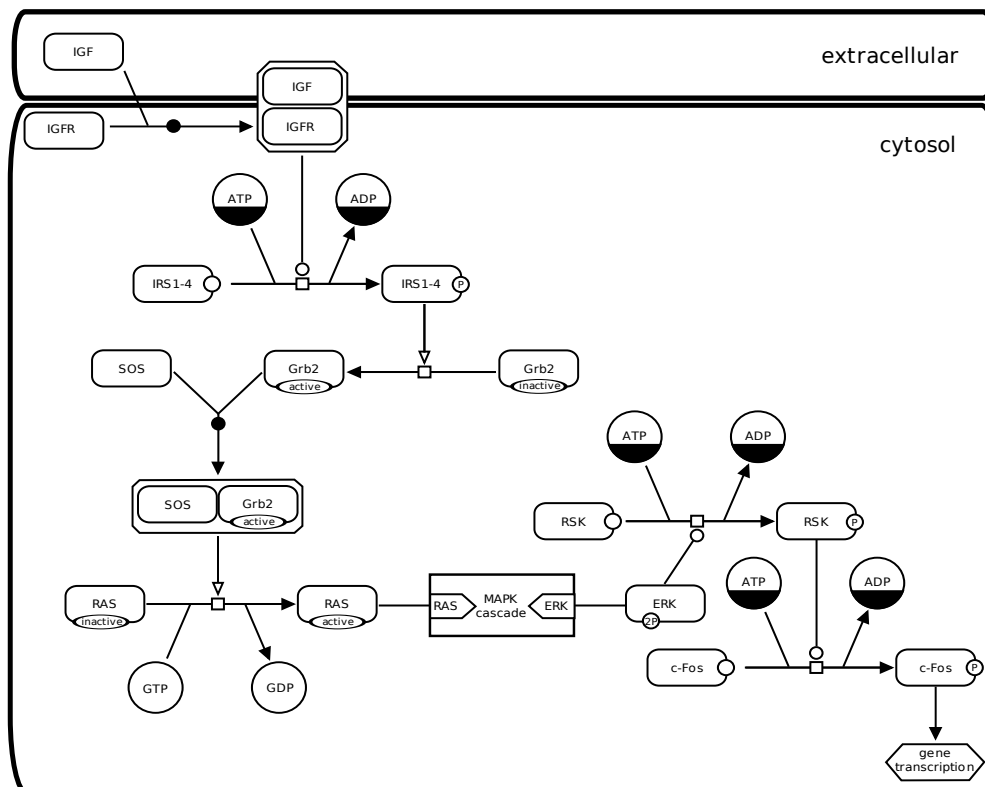 extracellular
IGF
IGF
IGFR
IGFR
cytosol
ATP
ADP
IRS1-4
IRS1-4
P
SOS
Grb2
active
Grb2
inactive
ATP
ADP
SOS
Grb2
active
RSK
RSK
P
RAS
inactive
RAS
active
RAS
MAPK
cascade
ERK
ERK
2P
ATP
ADP
GTP
GDP
c-Fos
c-Fos
P
gene
transcription